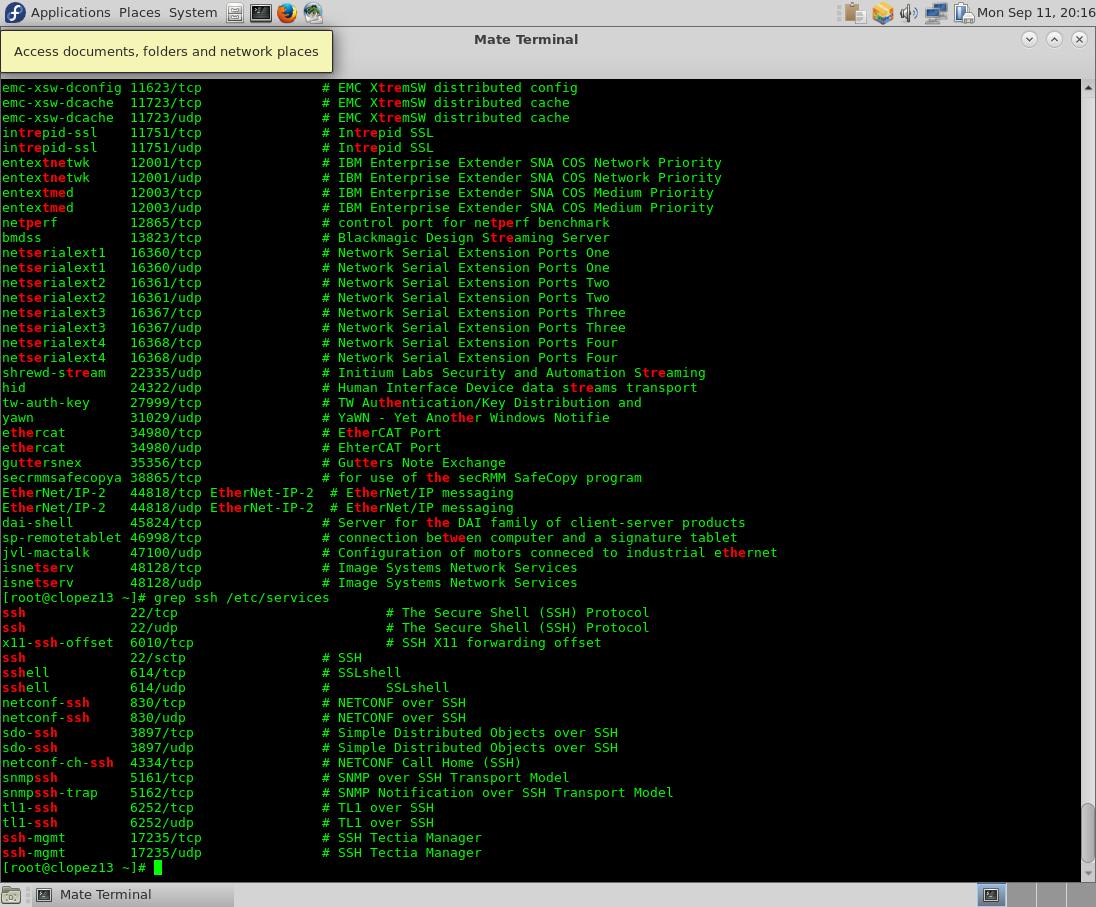 Applications Places System Mon Sep 11, 20:16
Access documents, folders and network places
Mate Terminal
emc-xsw-dconfig 11623/tcp # EMC XtremSW distributed config
emc-xsw-dcache 11723/tcp # EMC XtremSW distributed cache
emc-xsw-dcache 11723/udp # EMC XtremSW distributed cache
intrepid-ssl 11751/tcp # Intrepid SSL
intrepid-ssl 11751/udp # Intrepid SSL
entextnetwk 12001/tcp # IBM Enterprise Extender SNA COS Network Priority
entextnetwk 12001/udp # IBM Enterprise Extender SNA COS Network Priority
entextmed 12003/tcp # IBM Enterprise Extender SNA COS Medium Priority
entextmed 12003/udp # IBM Enterprise Extender SNA COS Medium Priority
netperf 12865/tcp # control port for netperf benchmark
bmdss 13823/tcp # Blackmagic Design Streaming Server
netserialext1 16360/tcp # Network Serial Extension Ports One
netserialext1 16360/udp # Network Serial Extension Ports One
netserialext2 16361/tcp # Network Serial Extension Ports Two
netserialext2 16361/udp # Network Serial Extension Ports Two
netserialext3 16367/tcp # Network Serial Extension Ports Three
netserialext3 16367/udp # Network Serial Extension Ports Three
netserialext4 16368/tcp # Network Serial Extension Ports Four
netserialext4 16368/udp # Network Serial Extension Ports Four
shrewd-stream 22335/udp # Initium Labs Security and Automation Streaming
hid 24322/udp # Human Interface Device data streams transport
tw-auth-key 27999/tcp # TW Authentication/Key Distribution and
yawn 31029/udp # YaWN - Yet Another Windows Notifie
ethercat 34980/tcp # EtherCAT Port
ethercat 34980/udp # EhterCAT Port
guttersnex 35356/tcp # Gutters Note Exchange
secrmmsafecopya 38865/tcp # for use of the secRMM SafeCopy program
EtherNet/IP-2 44818/tcp EtherNet-IP-2 # EtherNet/IP messaging
EtherNet/IP-2 44818/udp EtherNet-IP-2 # EtherNet/IP messaging
dai-shell 45824/tcp # Server for the DAI family of client-server products
sp-remotetablet 46998/tcp # connection between computer and a signature tablet
jvl-mactalk 47100/udp # Configuration of motors conneced to industrial ethernet
isnetserv 48128/tcp # Image Systems Network Services
isnetserv 48128/udp # Image Systems Network Services
[root@clopez13 ~]# grep ssh /etc/services
ssh 22/tcp # The Secure Shell (SSH) Protocol
ssh 22/udp # The Secure Shell (SSH) Protocol
x11-ssh-offset 6010/tcp # SSH X11 forwarding offset
ssh 22/sctp # SSH
sshell 614/tcp # SSLshell
sshell 614/udp # SSLshell
netconf-ssh 830/tcp # NETCONF over SSH
netconf-ssh 830/udp # NETCONF over SSH
sdo-ssh 3897/tcp # Simple Distributed Objects over SSH
sdo-ssh 3897/udp # Simple Distributed Objects over SSH
netconf-ch-ssh 4334/tcp # NETCONF Call Home (SSH)
snmpssh 5161/tcp # SNMP over SSH Transport Model
snmpssh-trap 5162/tcp # SNMP Notification over SSH Transport Model
tl1-ssh 6252/tcp # TL1 over SSH
tl1-ssh 6252/udp # TL1 over SSH
ssh-mgmt 17235/tcp # SSH Tectia Manager
ssh-mgmt 17235/udp # SSH Tectia Manager
[root@clopez13 ~]#
Mate Terminal